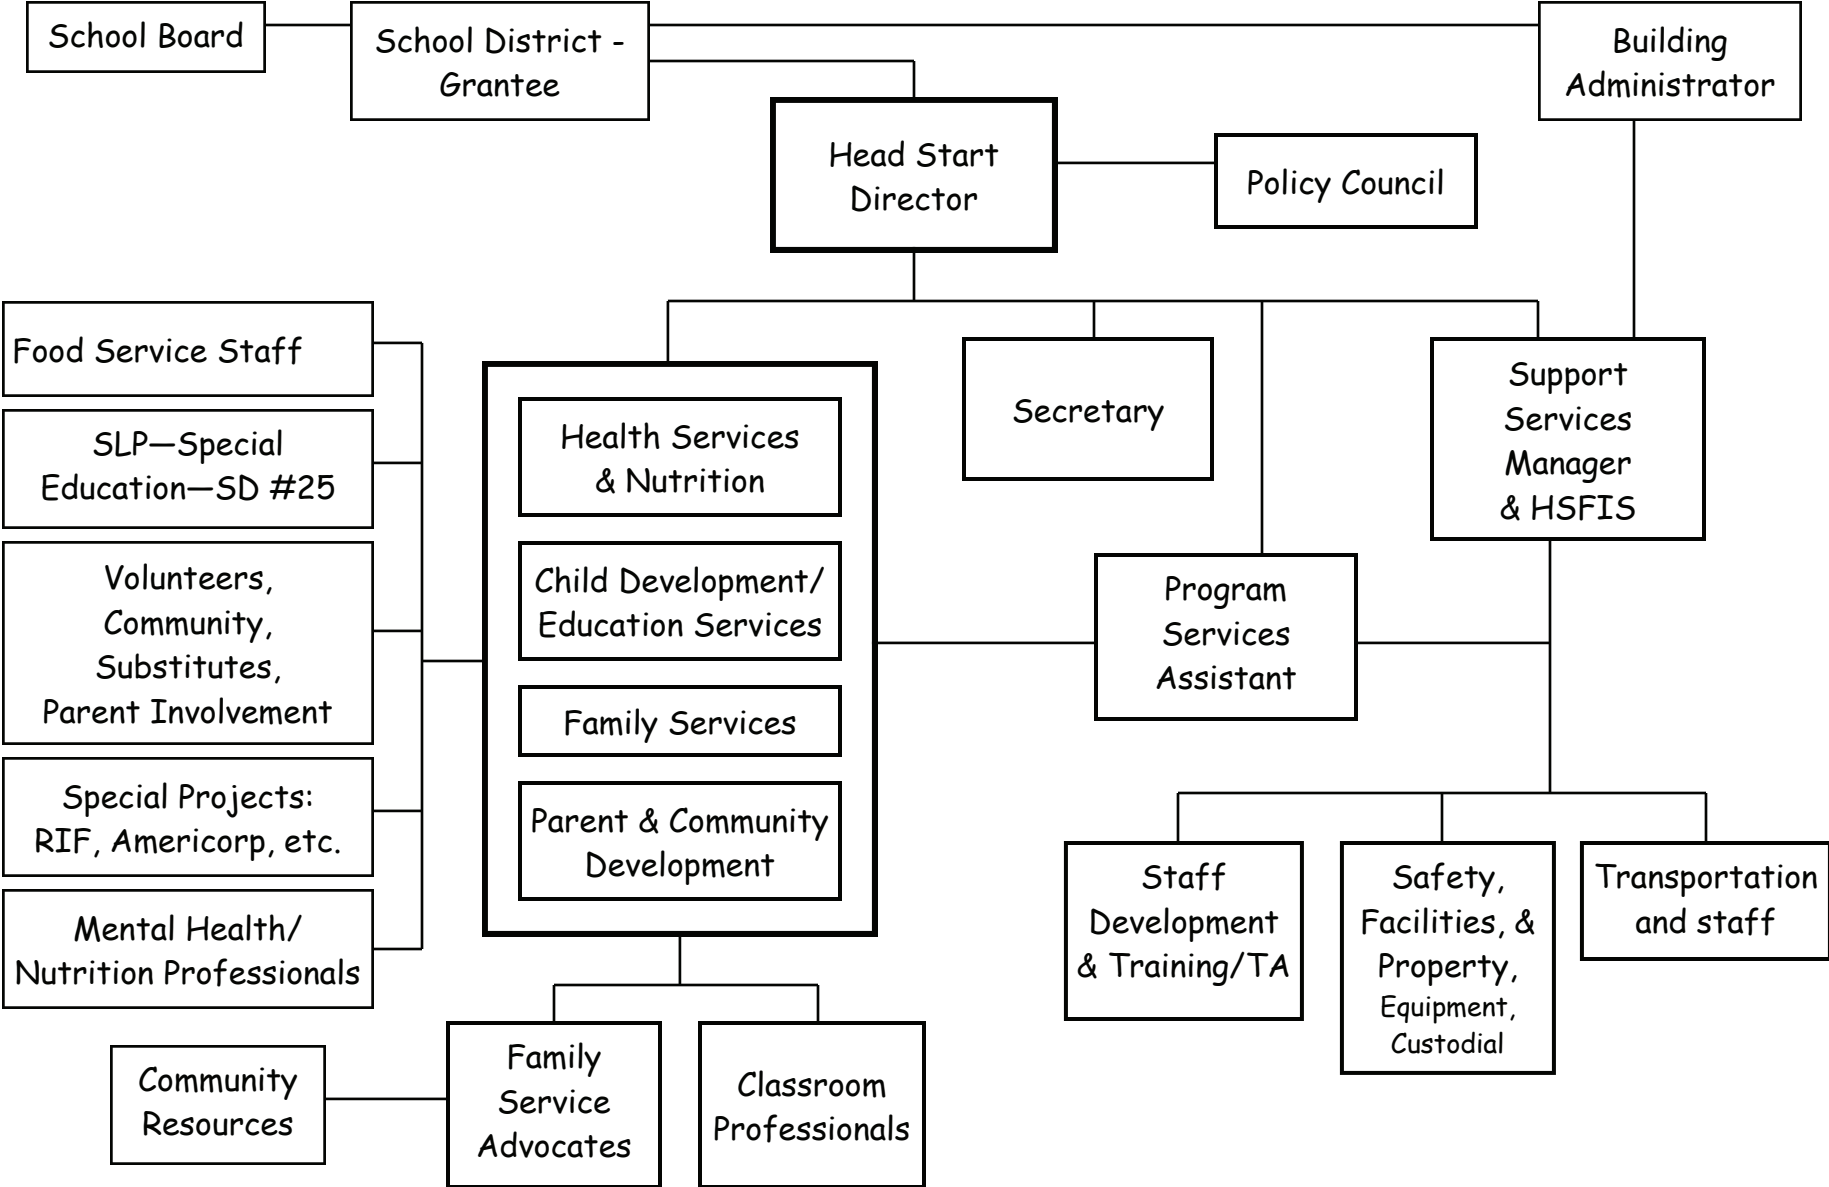 School Board
School District -
Grantee
Building
Administrator
Head Start
Director
Policy Council
Food Service Staff
SLP—Special
Education—SD #25
Volunteers,
Community,
Substitutes,
Parent Involvement
Special Projects:
RIF, Americorp, etc.
Mental Health/
Nutrition Professionals
Health Services
& Nutrition
Child Development/
Education Services
Family Services
Parent & Community
Development
Secretary
Support
Services
Manager
& HSFIS
Program
Services
Assistant
Staff
Development
& Training/TA
Safety,
Facilities, &
Property,
Equipment,
Custodial
Transportation
and staff
Community
Resources
Family
Service
Advocates
Classroom
Professionals